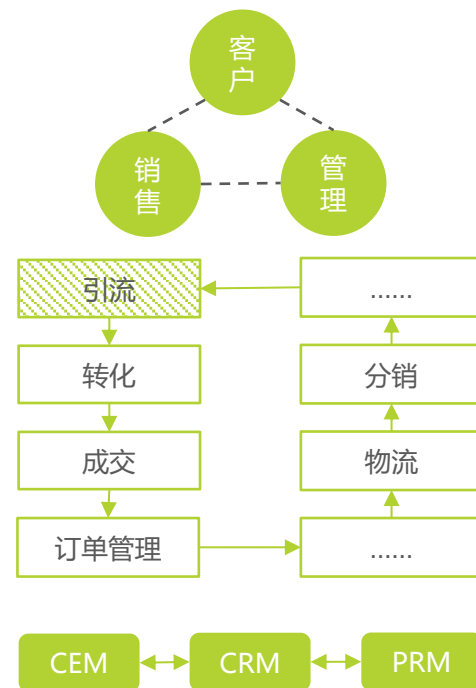 客
户
销
售
管
理
引流
......
转化
分销
成交
物流
订单管理
......
CEM
CRM
PRM